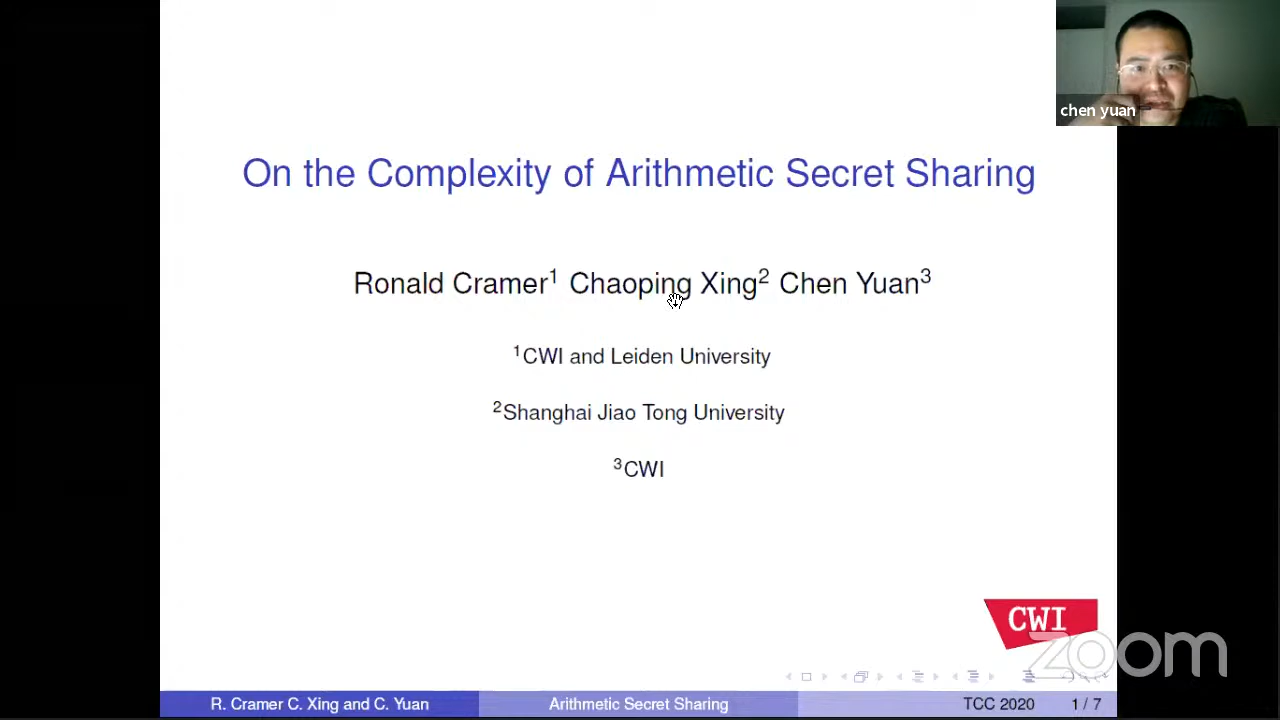 chen yuan
On the Complexity of Arithmetic Secret Sharing
Ronald Cramer¹ Chaoping Xing² Chen Yuan³
¹CWI and Leiden University
²Shanghai Jiao Tong University
³CWI
CWI
zoom
R. Cramer C. Xing and C. Yuan Arithmetic Secret Sharing TCC 2020 1 / 7